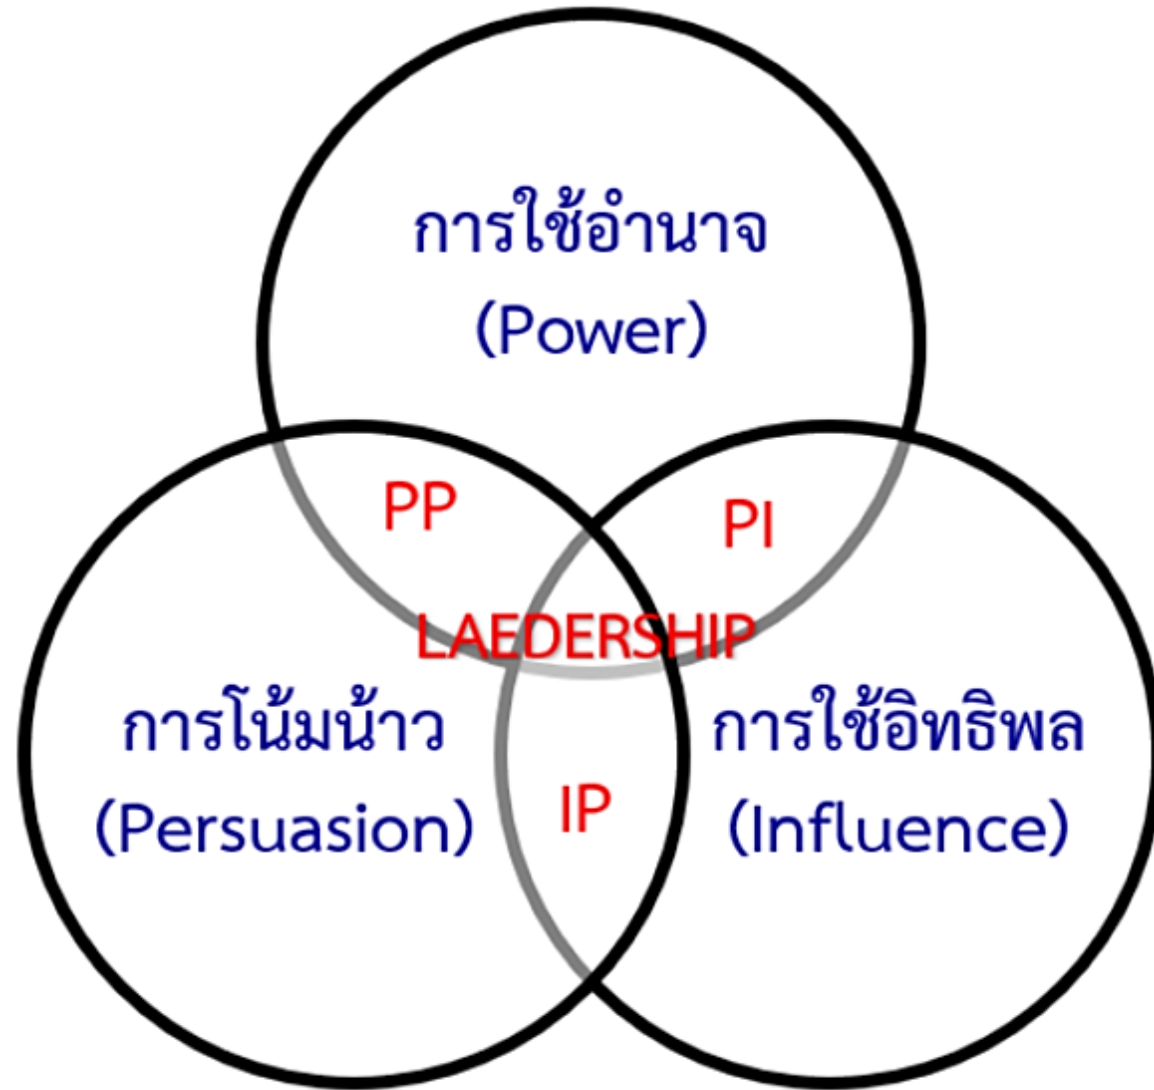 การใช้อำนาจ
(Power)
PP
PI
LAEDERSHIP
การโน้มน้าว
(Persuasion)
การใช้อิทธิพล
(Influence)
IP